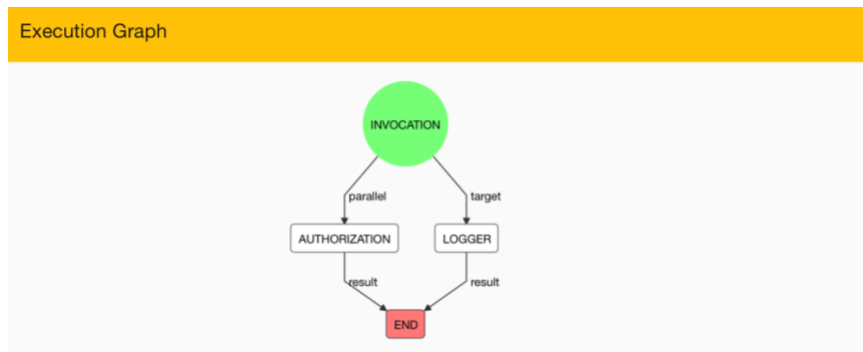 Execution Graph
INVOCATION
parallel
target
AUTHORIZATION
LOGGER
result
result
END